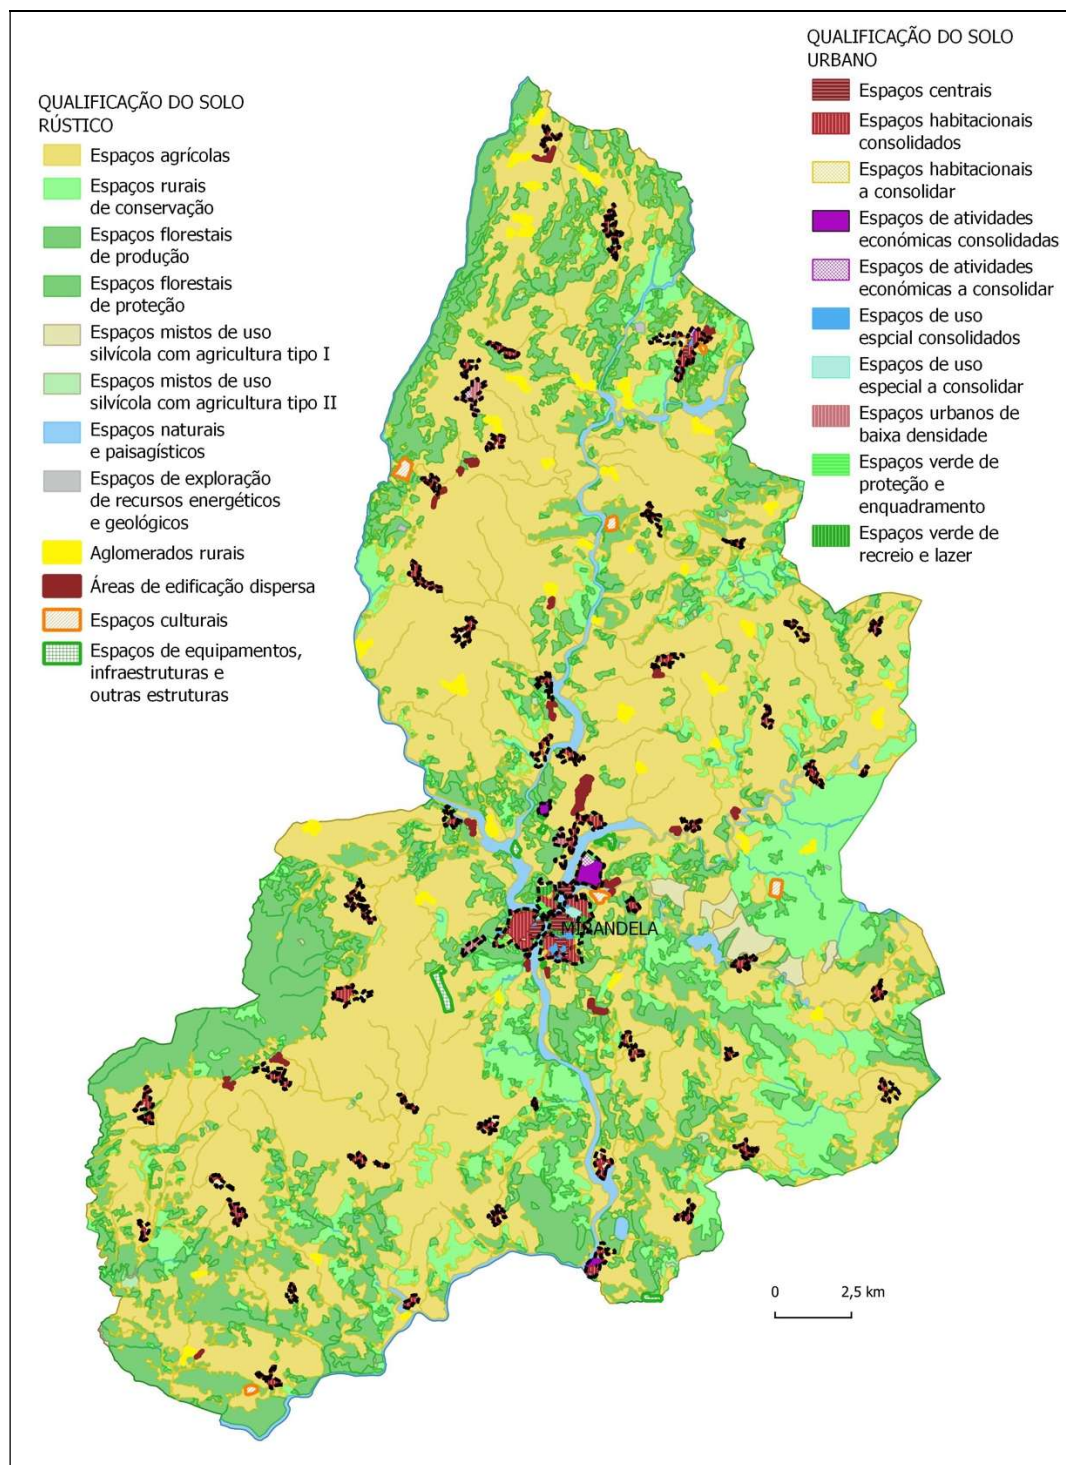 QUALIFICAÇÃO DO SOLO
RÚSTICO
Espaços agrícolas
Espaços rurais
de conservação
Espaços florestais
de produção
Espaços florestais
de proteção
Espaços mistos de uso
silvícola com agricultura tipo I
Espaços mistos de uso
silvícola com agricultura tipo II
Espaços naturais
e paisagísticos
Espaços de exploração
de recursos energéticos
e geológicos
Aglomerados rurais
Áreas de edificação dispersa
Espaços culturais
Espaços de equipamentos,
infraestruturas e
outras estruturas
QUALIFICAÇÃO DO SOLO
URBANO
Espaços centrais
Espaços habitacionais
consolidados
Espaços habitacionais
a consolidar
Espaços de atividades
económicas consolidadas
Espaços de atividades
económicas a consolidar
Espaços de uso
espcial consolidados
Espaços de uso
especial a consolidar
Espaços urbanos de
baixa densidade
Espaços verde de
proteção e
enquadramento
Espaços verde de
recreio e lazer
MIRANDELA
0 2,5 km